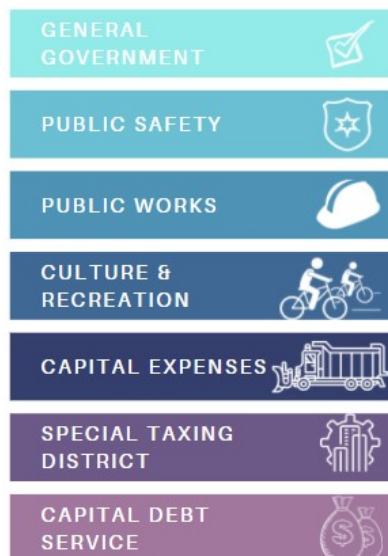 GENERAL
GOVERNMENT
PUBLIC SAFETY
PUBLIC WORKS
CULTURE &
RECREATION
CAPITAL EXPENSES
SPECIAL TAXING
DISTRICT
CAPITAL DEBT
SERVICE
$
$